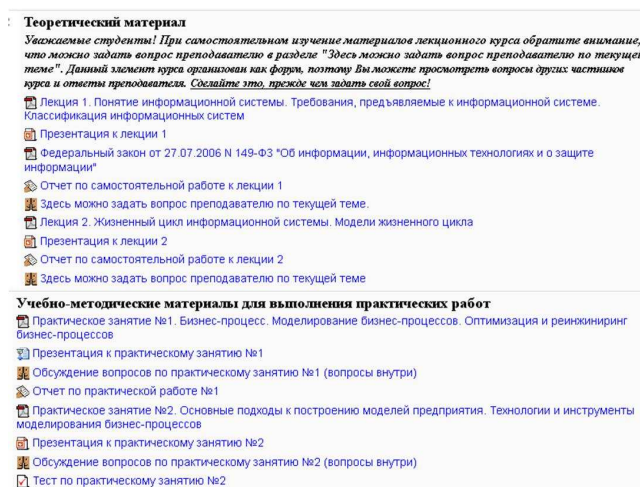 Теоретический материал
Уважаемые студенты! При самостоятельном изучение материалов лекционного курса обратите внимание,
что можно задать вопрос преподавателю в разделе "Здесь можно задать вопрос преподавателю по текущей
теме". Данный элемент курса организован как форум, поэтому Вы можете просмотреть вопросы других частников
курса и ответы преподавателя. Сделайте это, прежде чем задать свой вопрос!
Лекция 1. Понятие информационной системы. Требования, предъявляемые к информационной системе.
Классификация информационных систем
Презентация к лекции 1
Федеральный закон от 27.07.2006 N 149-ФЗ "Об информации, информационных технологиях и о защите
информации"
Отчет по самостоятельной работе к лекции 1
Здесь можно задать вопрос преподавателю по текущей теме.
Лекция 2. Жизненный цикл информационной системы. Модели жизненного цикла
Презентация к лекции 2
Отчет по самостоятельной работе к лекции 2
Здесь можно задать вопрос преподавателю по текущей теме
Учебно-методические материалы для выполнения практических работ
Практическое занятие №1. Бизнес-процесс. Моделирование бизнес-процессов. Оптимизация и реинжиниринг
бизнес-процессов
Презентация к практическому занятию №1
Обсуждение вопросов по практическому занятию №1 (вопросы внутри)
Отчет по практической работе №1
Практическое занятие №2. Основные подходы к построению моделей предприятия. Технологии и инструменты
моделирования бизнес-процессов
Презентация к практическому занятию №2
Обсуждение вопросов по практическому занятию №2 (вопросы внутри)
Тест по практическому занятию №2